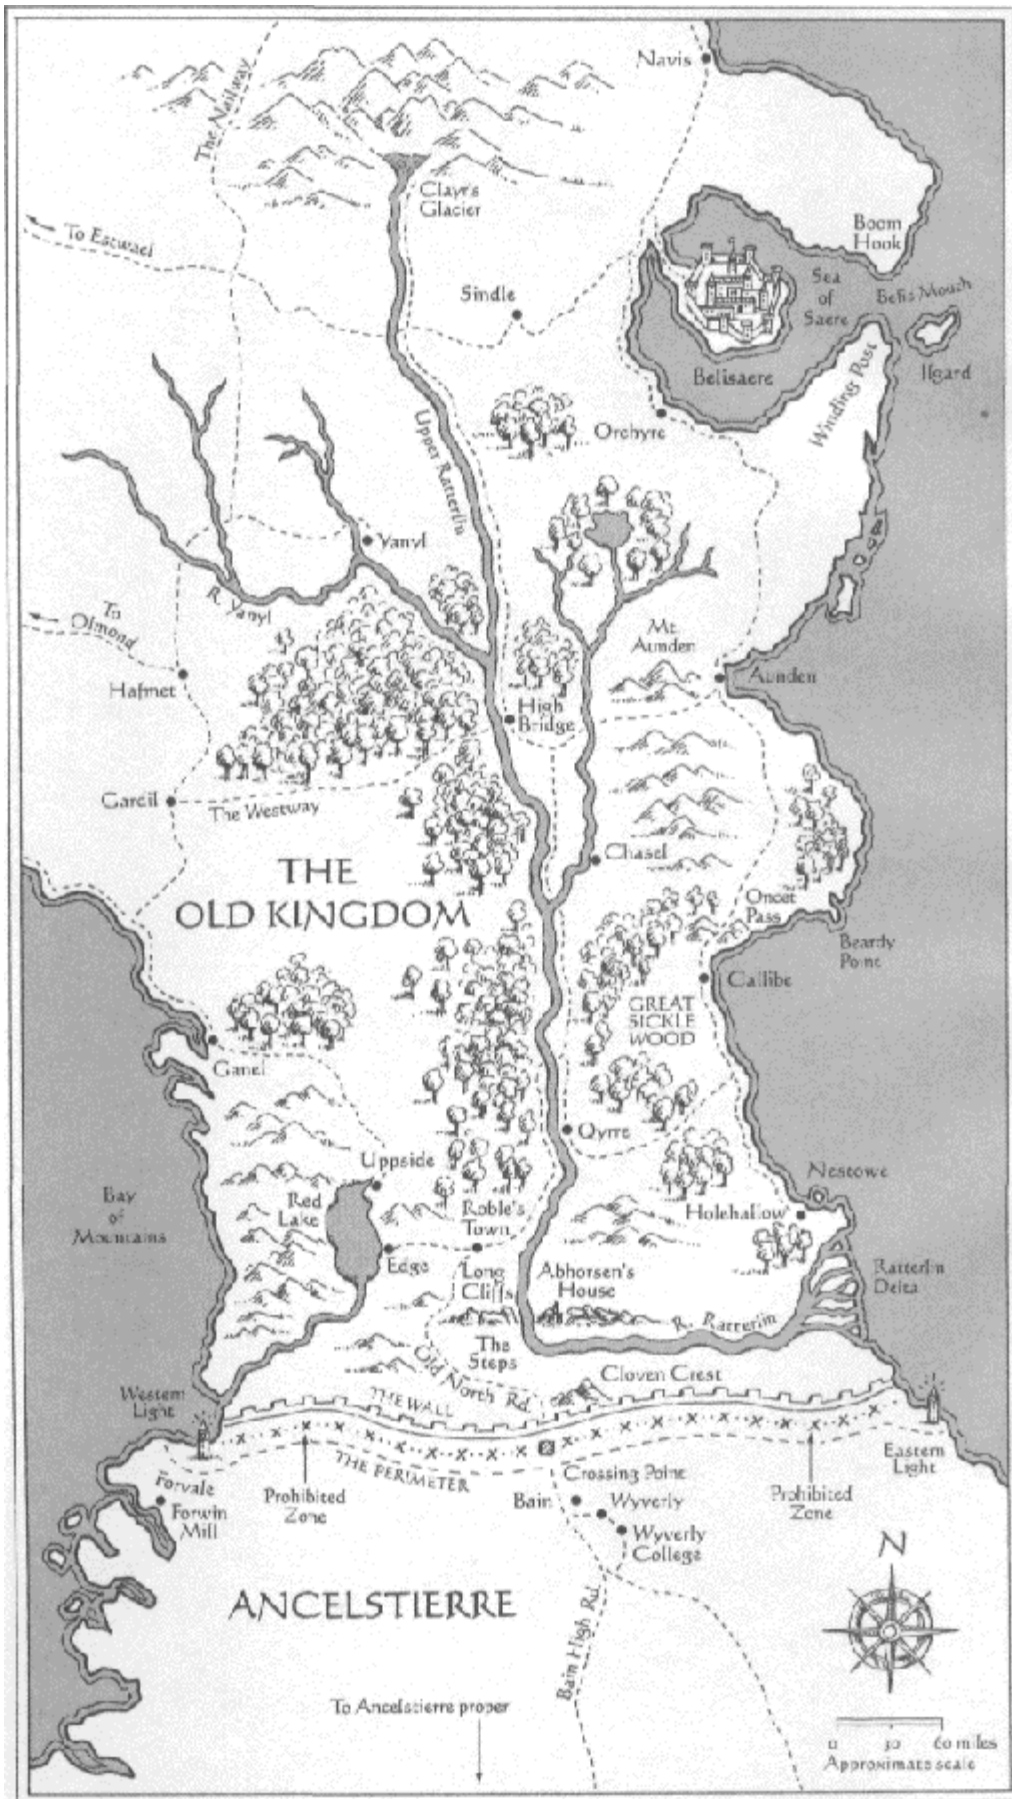 Navis
The Nailway
Clayr's
Glacier
To Estwael
Boom
Hook
Sea
of
Saere
Belis Mouth
Ilgard
Sindle
Belisaere
Winding Post
Orchyre
Upper Ratterlin
Yanyl
R. Yanyl
To
Olmond
Hafmet
Mt
Aunden
Aunden
High
Bridge
Gardil
The Westway
Chasel
THE
OLD KINGDOM
Oncet
Pass
Beardy
Point
Callibe
GREAT
SICKLE
WOOD
Ganel
Qyrre
Uppside
Nestowe
Bay
of
Mountains
Red
Lake
Roble's
Town
Holehallow
Edge
Long
Cliffs
Abhorsen's
House
Ratterlin
Delta
R. Ratterlin
The
Steps
Old North Rd.
Cloven Crest
Western
Light
THE WALL
THE PERIMETER
Eastern
Light
Forvale
Forwin
Mill
Prohibited
Zone
Crossing Point
Prohibited
Zone
Bain
Wyverly
Wyverly
College
N
ANCELSTIERRE
Bain High Rd.
To Ancelstierre proper
0 30 60 miles
Approximate scale